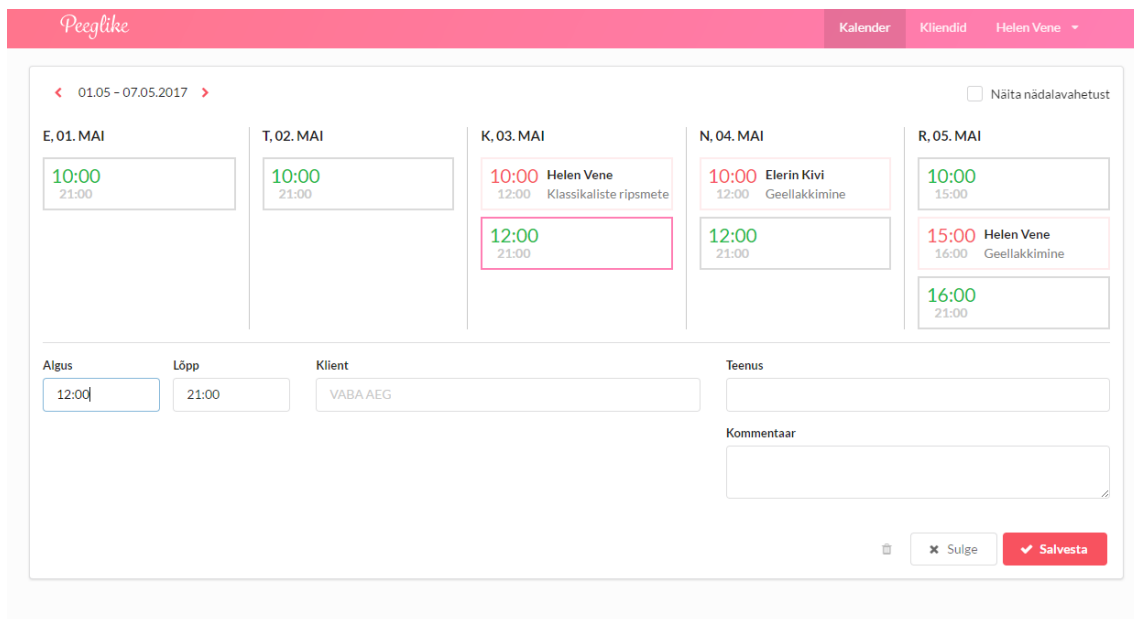 Peeglike
Kalender Kliendid Helen Vene
01.05 – 07.05.2017
Näita nädalavahetust
E, 01. MAI
10:00
21:00
T, 02. MAI
10:00
21:00
K, 03. MAI
10:00 Helen Vene
12:00 Klassikaliste ripsmete
12:00
21:00
N, 04. MAI
10:00 Elerin Kivi
12:00 Geellakkimine
12:00
21:00
R, 05. MAI
10:00
15:00
15:00 Helen Vene
16:00 Geellakkimine
16:00
21:00
Algus Lõpp Klient Teenus
12:00 21:00 VABA AEG
Kommentaar
Sulge Salvesta